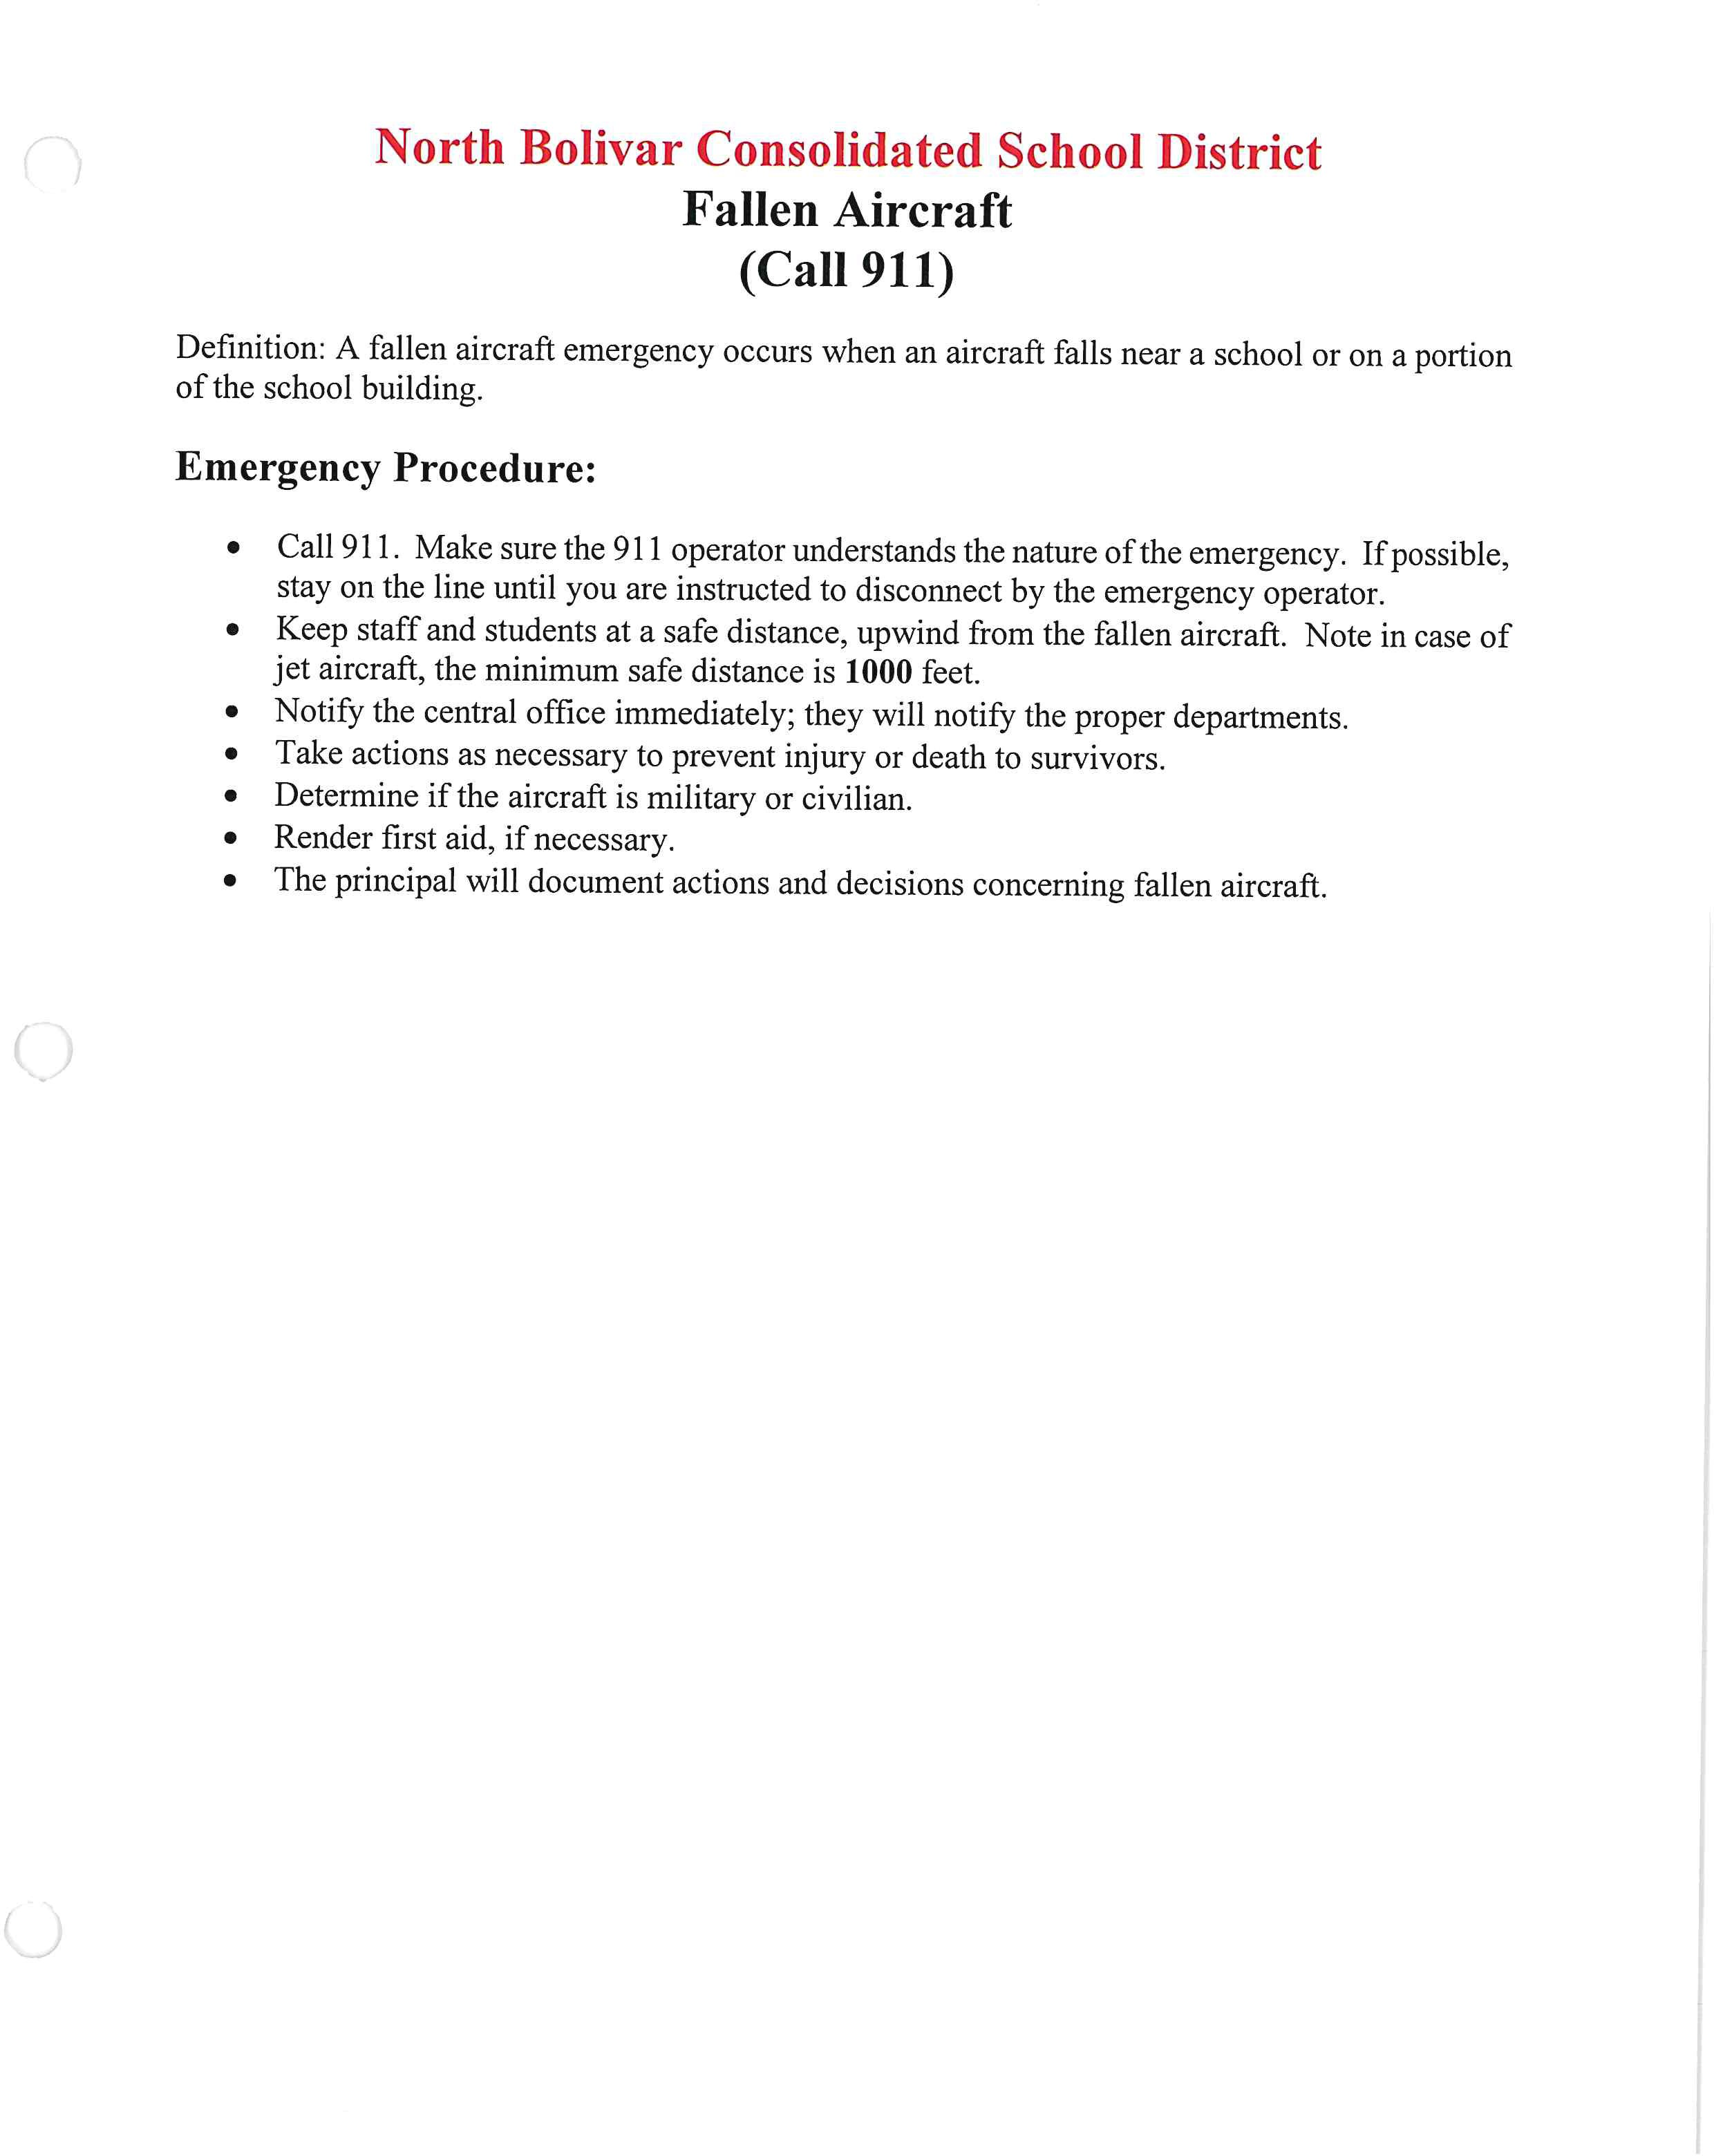 North Bolivar Consolidated School District
Fallen Aircraft
(Call 911)
Definition: A fallen aircraft emergency occurs when an aircraft falls near a school or on a portion
of the school building.
Emergency Procedure:
• Call 911. Make sure the 911 operator understands the nature of the emergency. If possible,
stay on the line until you are instructed to disconnect by the emergency operator.
• Keep staff and students at a safe distance, upwind from the fallen aircraft. Note in case of
jet aircraft, the minimum safe distance is 1000 feet.
• Notify the central office immediately; they will notify the proper departments.
• Take actions as necessary to prevent injury or death to survivors.
• Determine if the aircraft is military or civilian.
• Render first aid, if necessary.
• The principal will document actions and decisions concerning fallen aircraft.